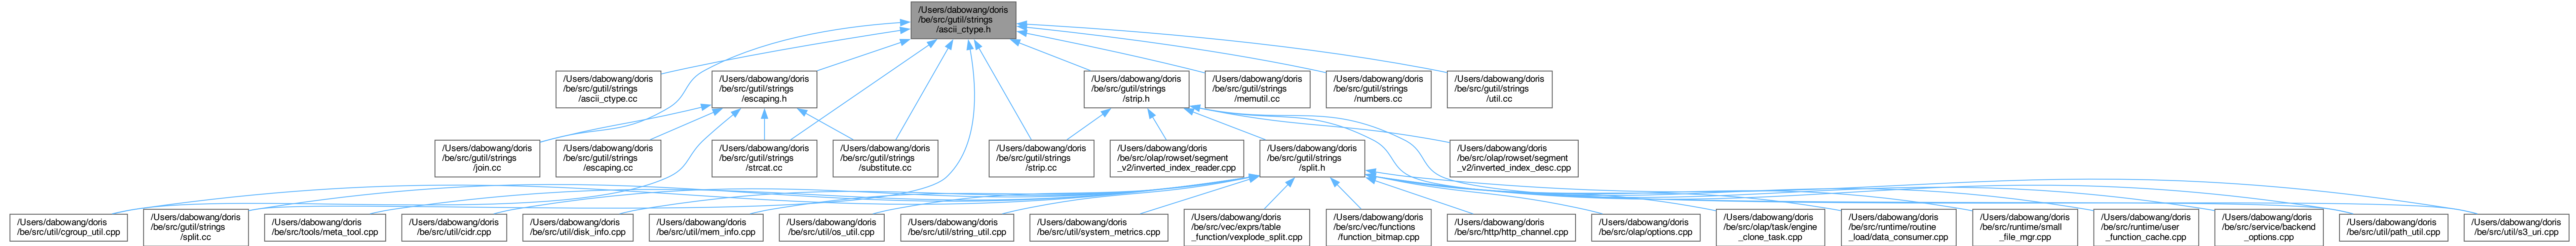 /Users/dabowang/doris
/be/src/gutil/strings
/ascii_ctype.h
/Users/dabowang/doris
/be/src/gutil/strings
/ascii_ctype.cc
/Users/dabowang/doris
/be/src/gutil/strings
/escaping.h
/Users/dabowang/doris
/be/src/gutil/strings
/strip.h
/Users/dabowang/doris
/be/src/gutil/strings
/memutil.cc
/Users/dabowang/doris
/be/src/gutil/strings
/numbers.cc
/Users/dabowang/doris
/be/src/gutil/strings
/util.cc
/Users/dabowang/doris
/be/src/gutil/strings
/join.cc
/Users/dabowang/doris
/be/src/gutil/strings
/escaping.cc
/Users/dabowang/doris
/be/src/gutil/strings
/strcat.cc
/Users/dabowang/doris
/be/src/gutil/strings
/substitute.cc
/Users/dabowang/doris
/be/src/gutil/strings
/strip.cc
/Users/dabowang/doris
/be/src/olap/rowset/segment
_v2/inverted_index_reader.cpp
/Users/dabowang/doris
/be/src/gutil/strings
/split.h
/Users/dabowang/doris
/be/src/olap/rowset/segment
_v2/inverted_index_desc.cpp
/Users/dabowang/doris
/be/src/util/cgroup_util.cpp
/Users/dabowang/doris
/be/src/gutil/strings
/split.cc
/Users/dabowang/doris
/be/src/tools/meta_tool.cpp
/Users/dabowang/doris
/be/src/util/cidr.cpp
/Users/dabowang/doris
/be/src/util/disk_info.cpp
/Users/dabowang/doris
/be/src/util/mem_info.cpp
/Users/dabowang/doris
/be/src/util/os_util.cpp
/Users/dabowang/doris
/be/src/util/string_util.cpp
/Users/dabowang/doris
/be/src/util/system_metrics.cpp
/Users/dabowang/doris
/be/src/vec/exprs/table
_function/vexplode_split.cpp
/Users/dabowang/doris
/be/src/vec/functions
/function_bitmap.cpp
/Users/dabowang/doris
/be/src/http/http_channel.cpp
/Users/dabowang/doris
/be/src/olap/options.cpp
/Users/dabowang/doris
/be/src/olap/task/engine
_clone_task.cpp
/Users/dabowang/doris
/be/src/runtime/routine
_load/data_consumer.cpp
/Users/dabowang/doris
/be/src/runtime/small
_file_mgr.cpp
/Users/dabowang/doris
/be/src/runtime/user
_function_cache.cpp
/Users/dabowang/doris
/be/src/service/backend
_options.cpp
/Users/dabowang/doris
/be/src/util/path_util.cpp
/Users/dabowang/doris
/be/src/util/s3_uri.cpp